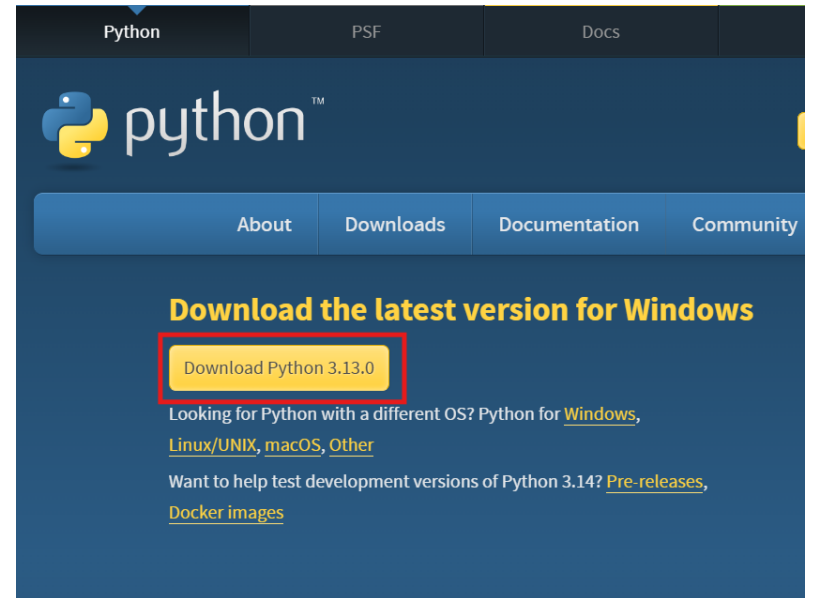 Python PSF Docs
python™
About Downloads Documentation Community
Download the latest version for Windows
Download Python 3.13.0
Looking for Python with a different OS? Python for Windows,
Linux/UNIX, macOS, Other
Want to help test development versions of Python 3.14? Pre-releases,
Docker images